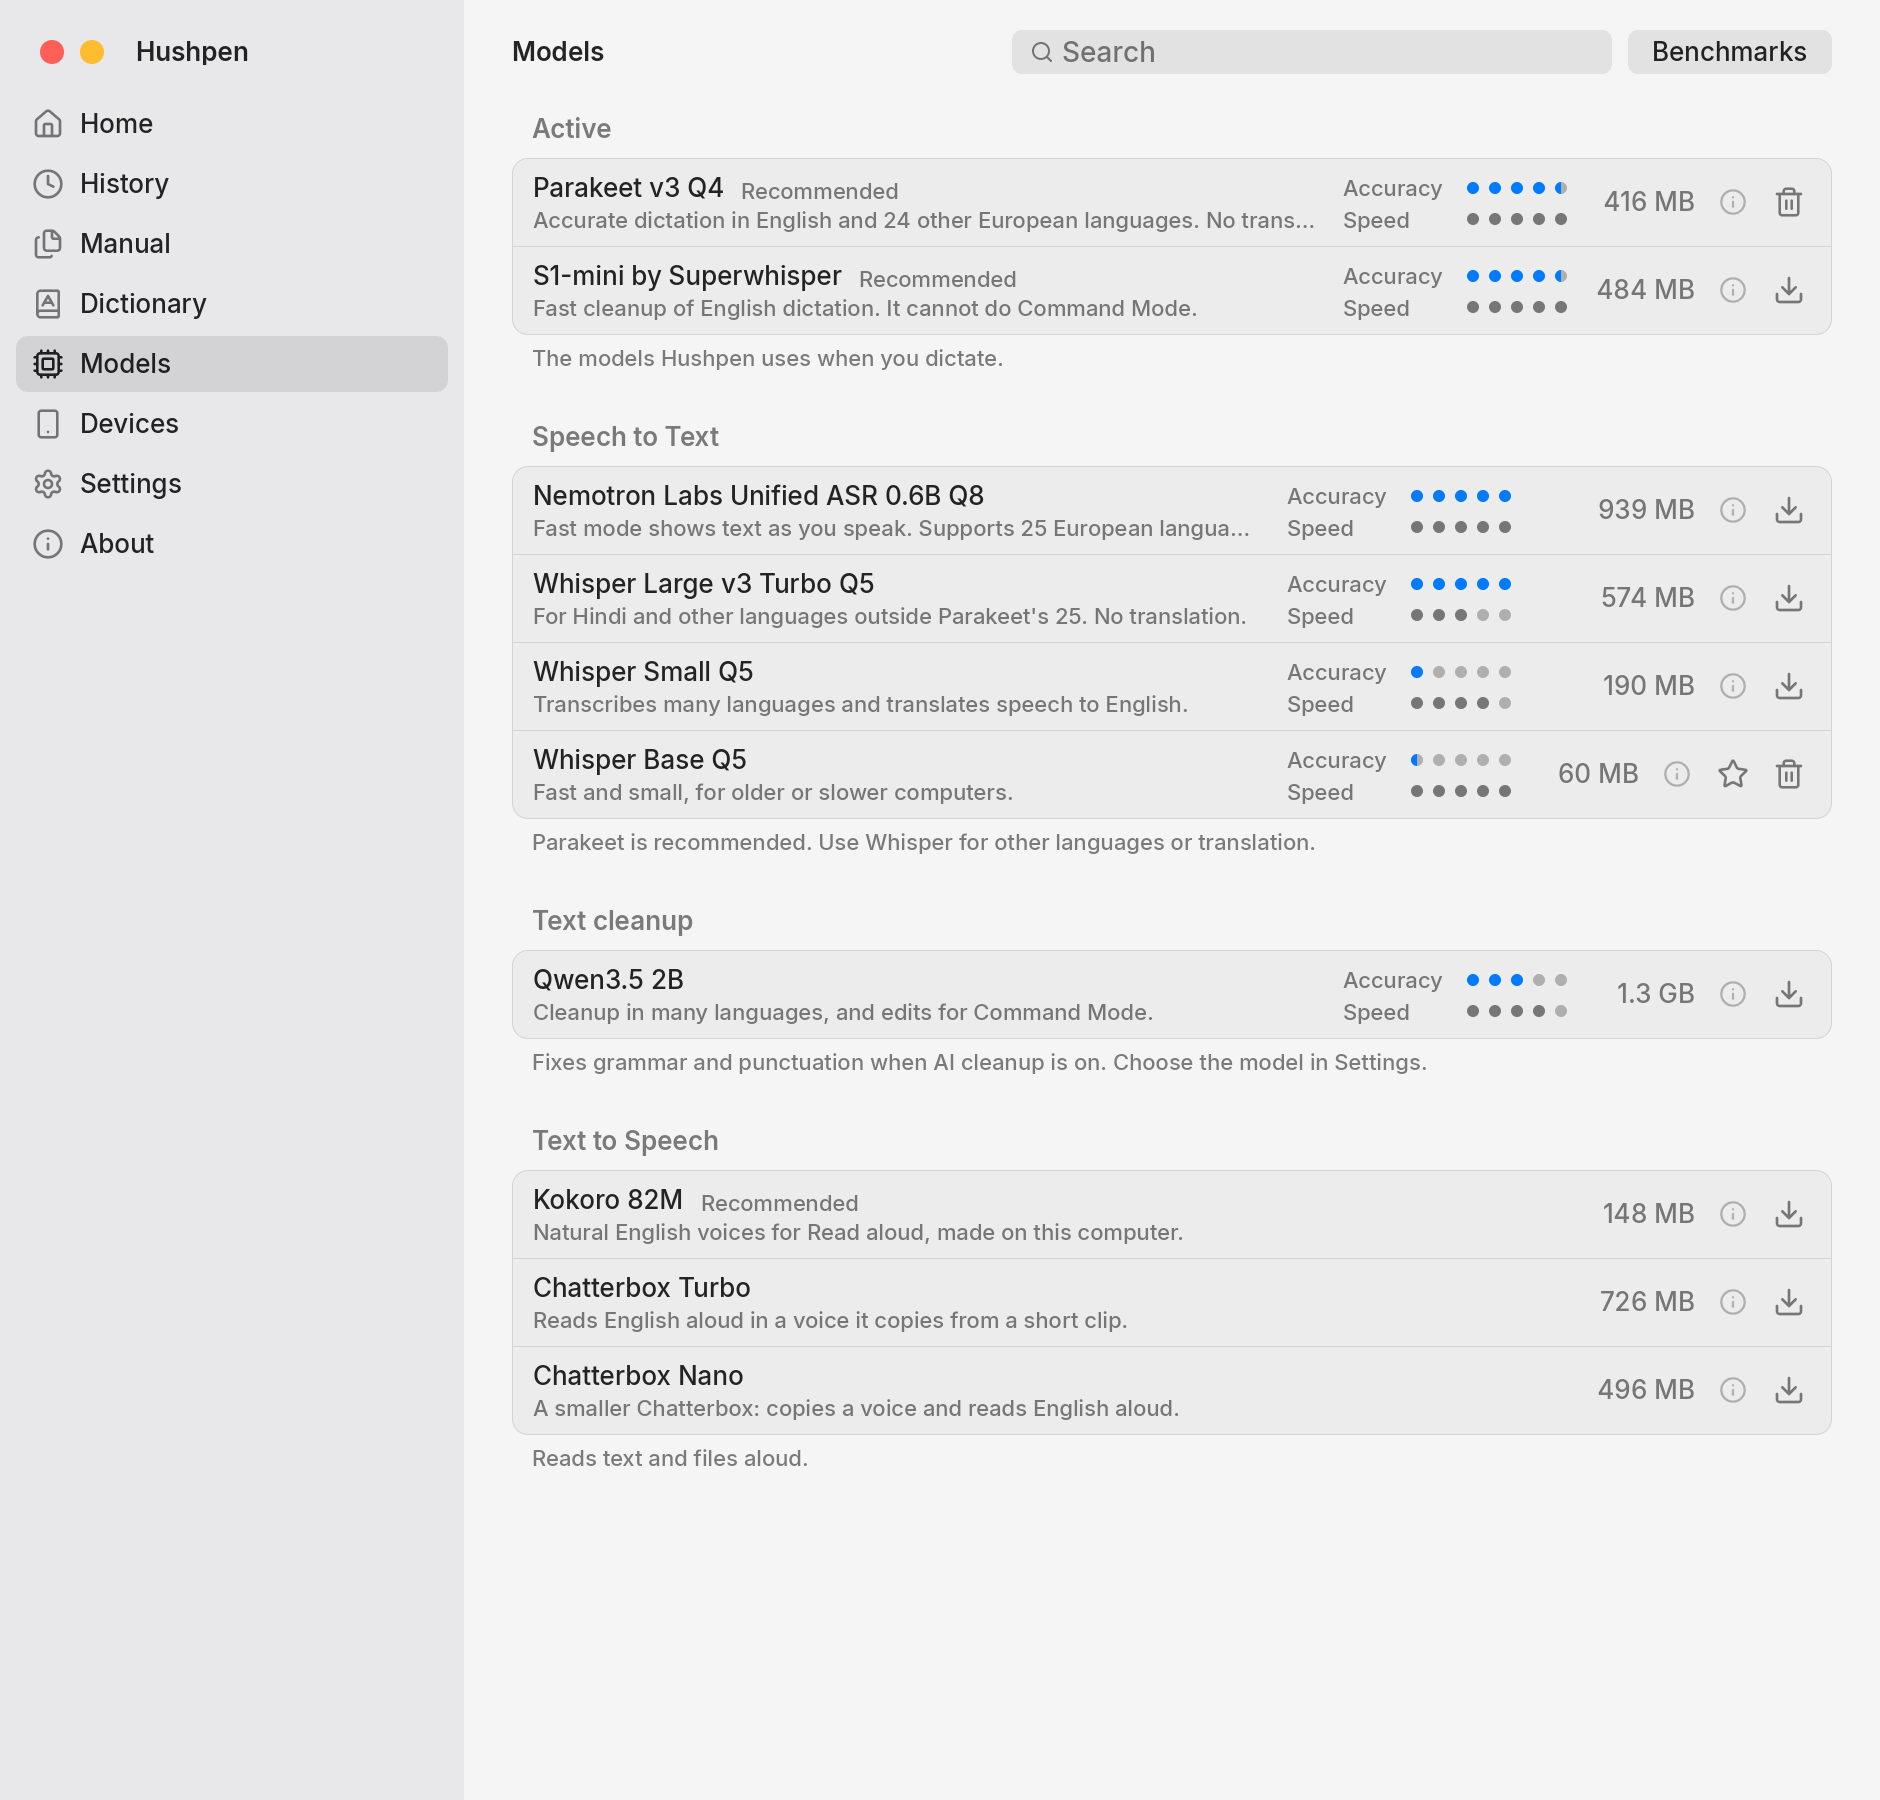 Hushpen
Home
History
Manual
Dictionary
Models
Devices
Settings
About
Models
Search
Benchmarks
Active
Parakeet v3 Q4 Recommended
Accurate dictation in English and 24 other European languages. No trans...
Accuracy
Speed
416 MB
S1-mini by Superwhisper Recommended
Fast cleanup of English dictation. It cannot do Command Mode.
Accuracy
Speed
484 MB
The models Hushpen uses when you dictate.
Speech to Text
Nemotron Labs Unified ASR 0.6B Q8
Fast mode shows text as you speak. Supports 25 European langua...
Accuracy
Speed
939 MB
Whisper Large v3 Turbo Q5
For Hindi and other languages outside Parakeet's 25. No translation.
Accuracy
Speed
574 MB
Whisper Small Q5
Transcribes many languages and translates speech to English.
Accuracy
Speed
190 MB
Whisper Base Q5
Fast and small, for older or slower computers.
Accuracy
Speed
60 MB
Parakeet is recommended. Use Whisper for other languages or translation.
Text cleanup
Qwen3.5 2B
Cleanup in many languages, and edits for Command Mode.
Accuracy
Speed
1.3 GB
Fixes grammar and punctuation when AI cleanup is on. Choose the model in Settings.
Text to Speech
Kokoro 82M Recommended
Natural English voices for Read aloud, made on this computer.
148 MB
Chatterbox Turbo
Reads English aloud in a voice it copies from a short clip.
726 MB
Chatterbox Nano
A smaller Chatterbox: copies a voice and reads English aloud.
496 MB
Reads text and files aloud.